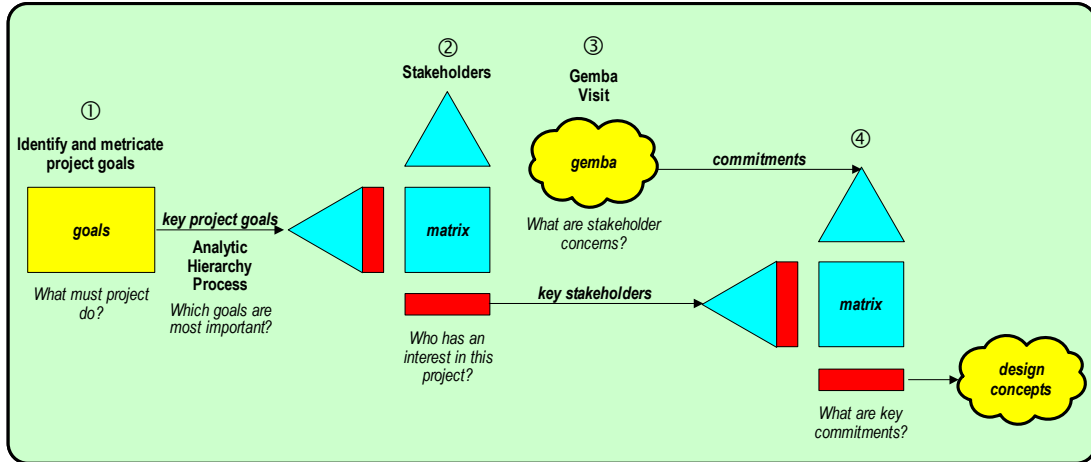 ①
Identify and metricate
project goals
goals
What must project
do?
key project goals
Analytic
Hierarchy
Process
Which goals are
most important?
②
Stakeholders
matrix
Who has an
interest in this
project?
③
Gemba
Visit
gemba
What are stakeholder
concerns?
commitments
key stakeholders
④
matrix
What are key
commitments?
design
concepts